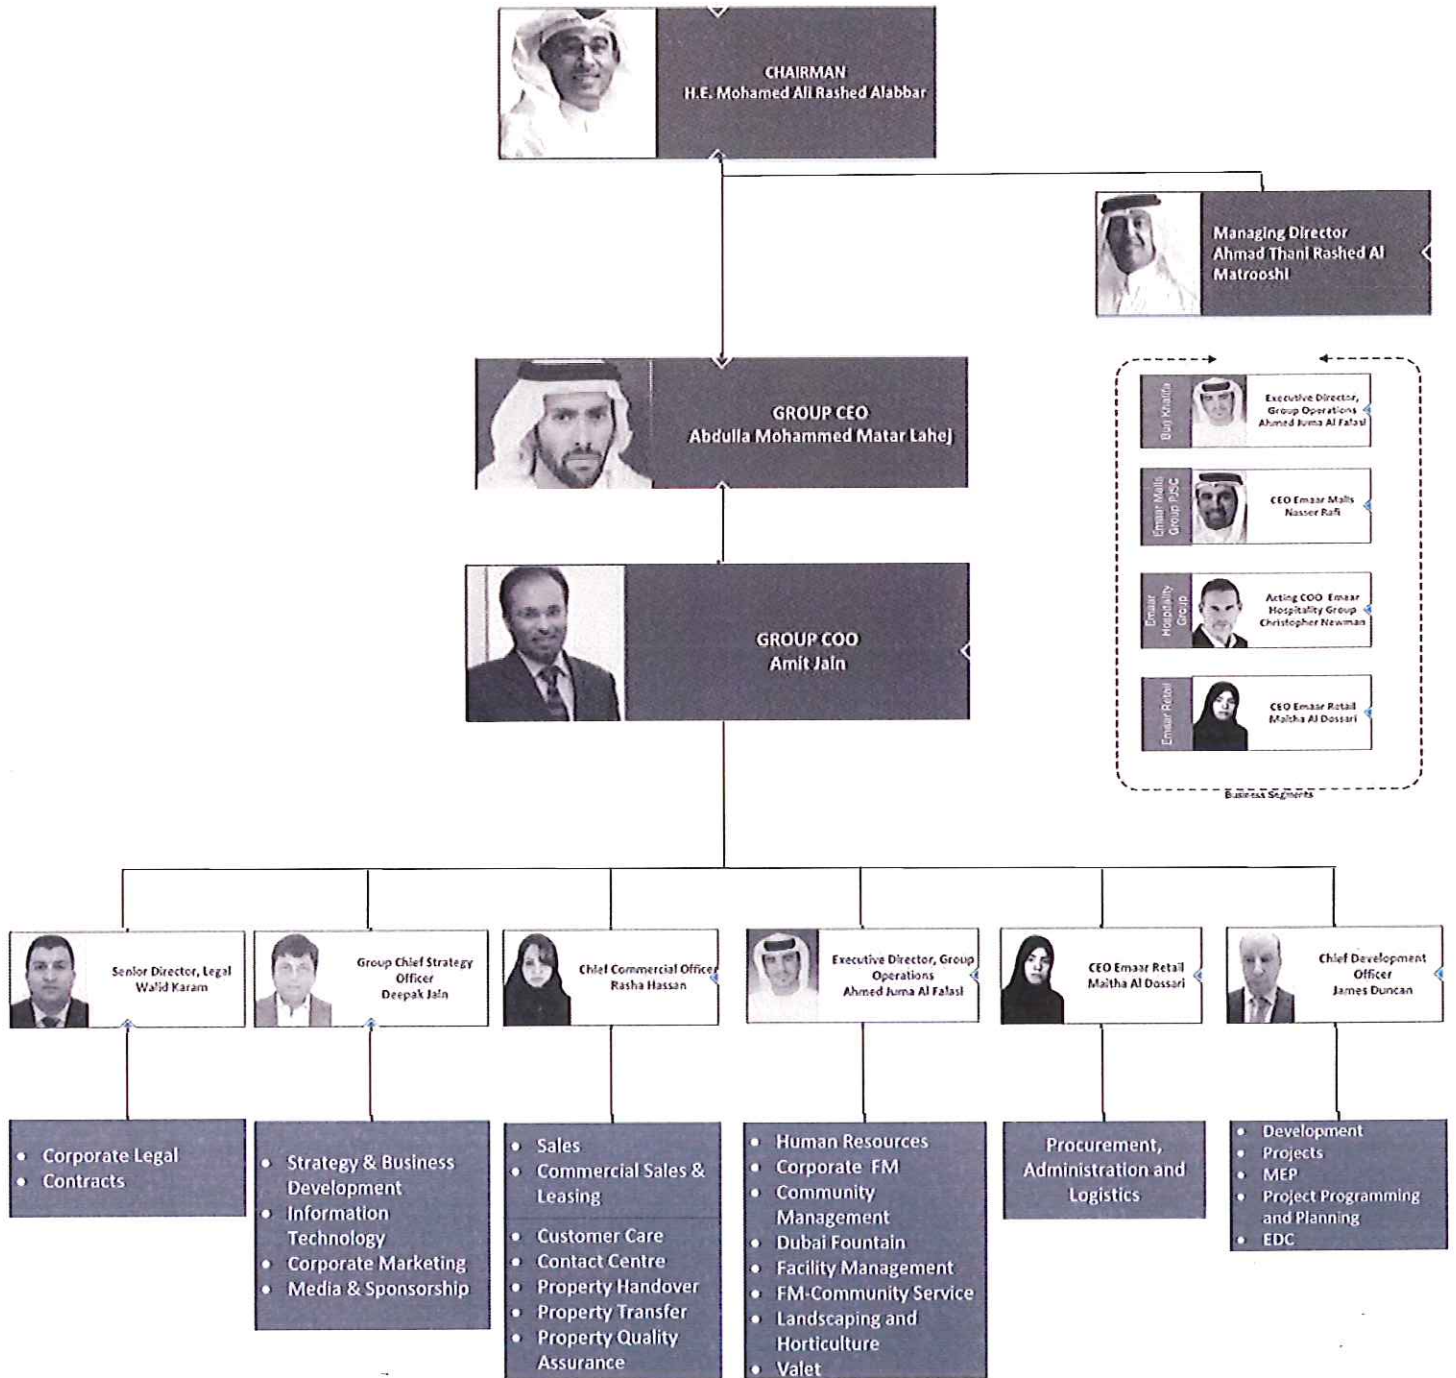 CHAIRMAN
H.E. Mohamed Ali Rashed Alabbar
Managing Director
Ahmad Thani Rashed Al
Matrooshi
GROUP CEO
Abdulla Mohammed Matar Lahej
GROUP COO
Amit Jain
Burj Khalifa
Executive Director,
Group Operations
Ahmed Juma Al Falasi
Emaar Malls
Group PJSC
CEO Emaar Malls
Nasser Rafi
Emaar
Hospitality
Group
Acting COO Emaar
Hospitality Group
Christopher Newman
Emaar Retail
CEO Emaar Retail
Maitha Al Dossari
Business Segments
Senior Director, Legal
Walid Karam
Group Chief Strategy
Officer
Deepak Jain
Chief Commercial Officer
Rasha Hassan
Executive Director, Group
Operations
Ahmed Juma Al Falasi
CEO Emaar Retail
Maitha Al Dossari
Chief Development
Officer
James Duncan
• Corporate Legal
• Contracts
• Strategy & Business
Development
• Information
Technology
• Corporate Marketing
• Media & Sponsorship
• Sales
• Commercial Sales &
Leasing
• Customer Care
• Contact Centre
• Property Handover
• Property Transfer
• Property Quality
Assurance
• Human Resources
• Corporate FM
• Community
Management
• Dubai Fountain
• Facility Management
• FM-Community Service
• Landscaping and
Horticulture
• Valet
Procurement,
Administration and
Logistics
• Development
• Projects
• MEP
• Project Programming
and Planning
• EDC